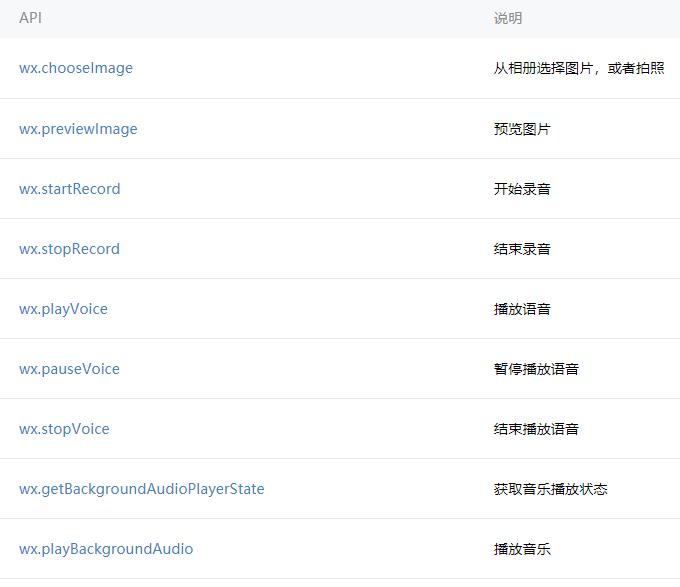 API 说明
wx.chooseImage 从相册选择图片，或者拍照
wx.previewImage 预览图片
wx.startRecord 开始录音
wx.stopRecord 结束录音
wx.playVoice 播放语音
wx.pauseVoice 暂停播放语音
wx.stopVoice 结束播放语音
wx.getBackgroundAudioPlayerState 获取音乐播放状态
wx.playBackgroundAudio 播放音乐